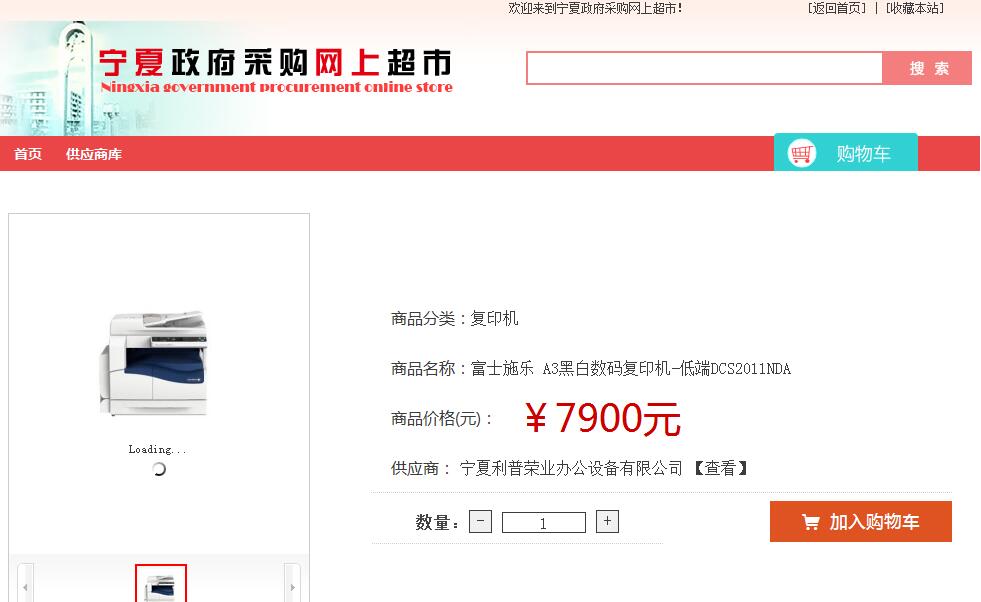 欢迎来到宁夏政府采购网上超市！
[返回首页] | [收藏本站]
宁夏政府采购网上超市
Ningxia government procurement online store
搜 索
首页 供应商库
购物车
商品分类：复印机
商品名称：富士施乐 A3黑白数码复印机-低端DCS2011NDA
商品价格(元)： ￥7900元
供应商： 宁夏利普荣业办公设备有限公司 【查看】
Loading...
数量： - 1 +
加入购物车